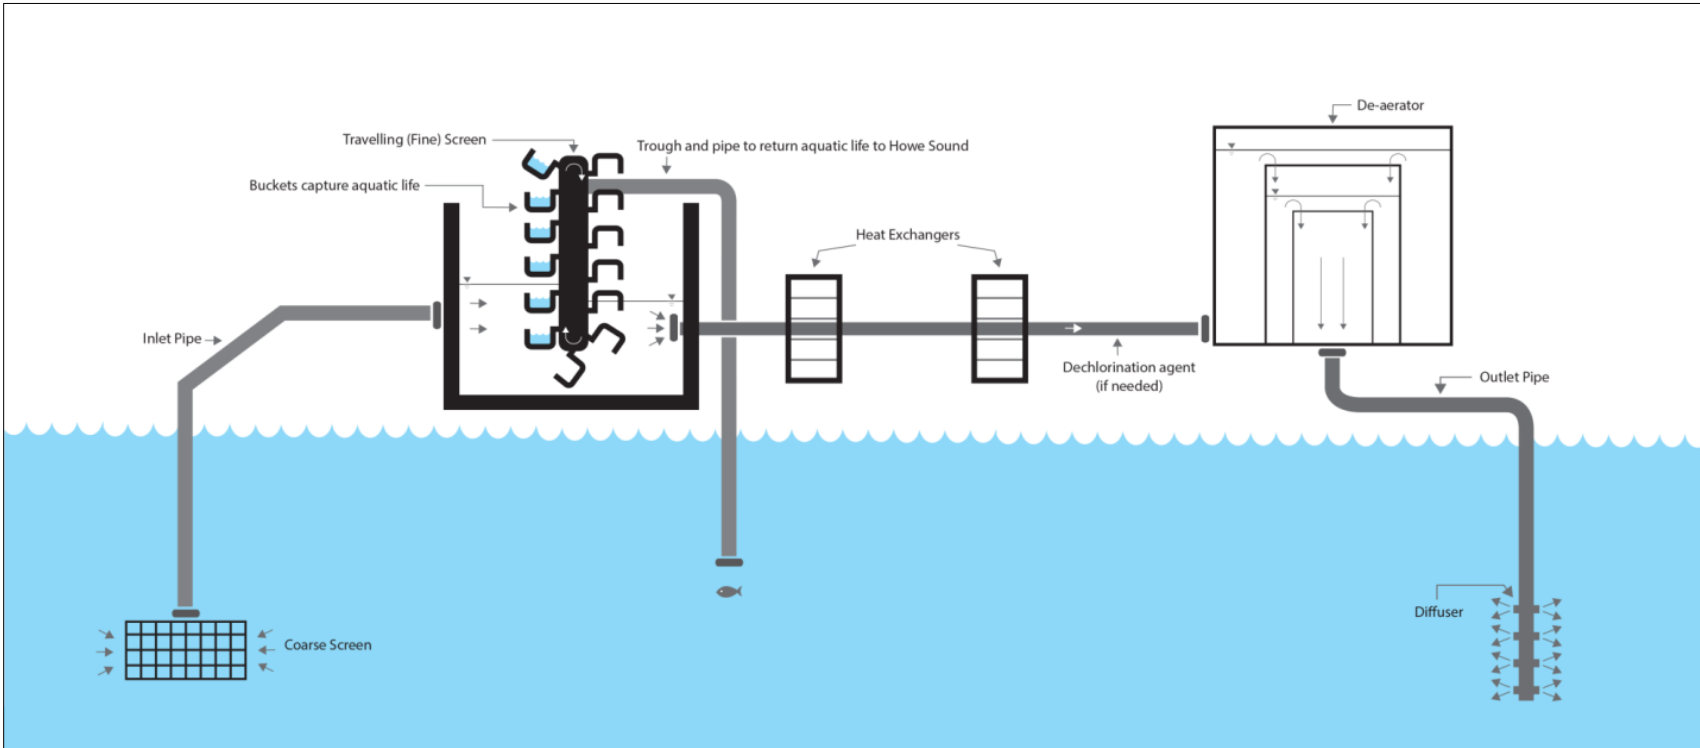 De-aerator
Travelling (Fine) Screen
Trough and pipe to return aquatic life to Howe Sound
Buckets capture aquatic life
Heat Exchangers
Inlet Pipe
Dechlorination agent
(if needed)
Outlet Pipe
Diffuser
Coarse Screen